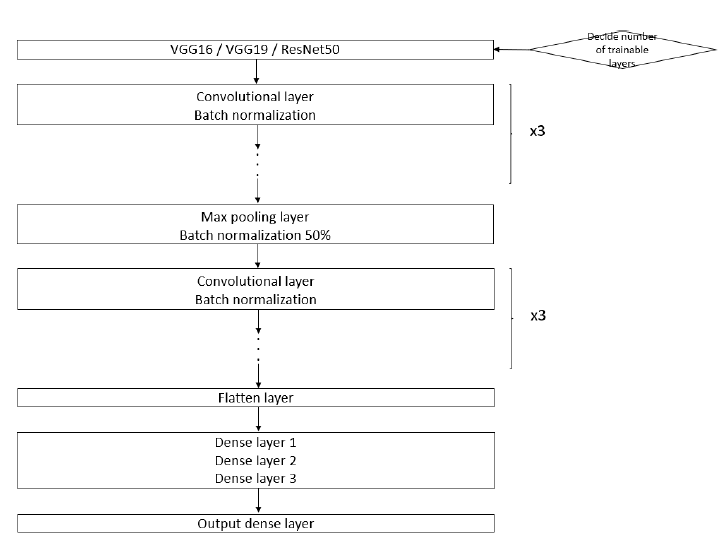 VGG16 / VGG19 / ResNet50
Decide number
of trainable
layers
Convolutional layer
Batch normalization
x3
Max pooling layer
Batch normalization 50%
Convolutional layer
Batch normalization
x3
Flatten layer
Dense layer 1
Dense layer 2
Dense layer 3
Output dense layer